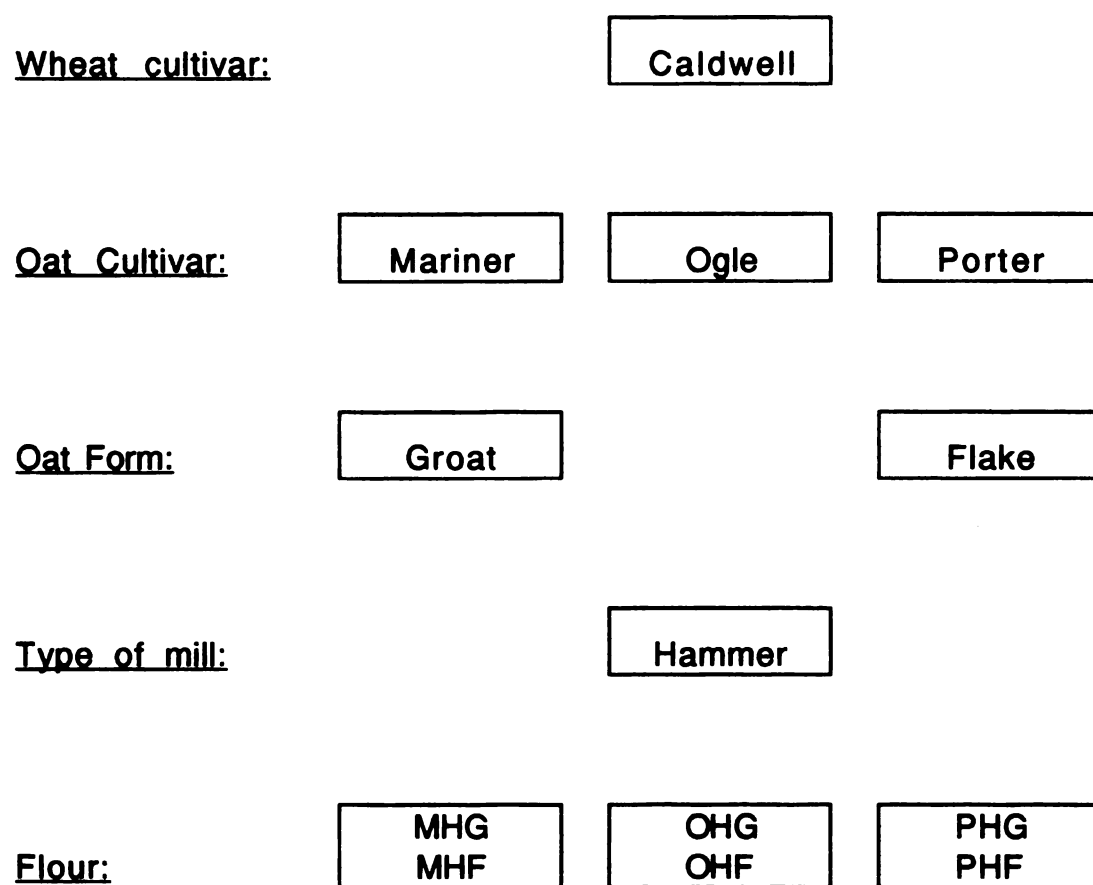 Wheat cultivar: Caldwell
Oat Cultivar: Mariner Ogle Porter
Oat Form: Groat Flake
Type of mill: Hammer
MHG OHG PHG
Flour: MHF OHF PHF